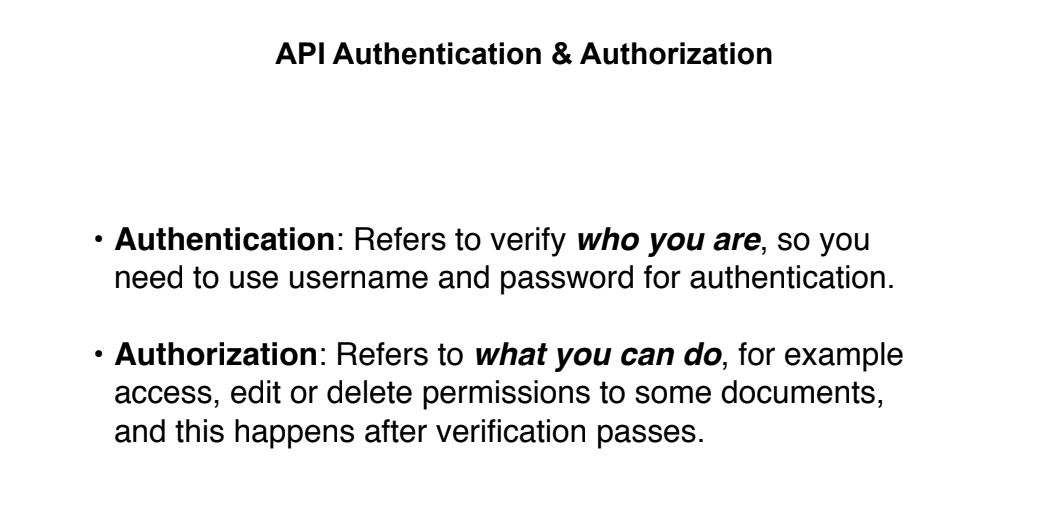 API Authentication & Authorization
• Authentication: Refers to verify who you are, so you
need to use username and password for authentication.
• Authorization: Refers to what you can do, for example
access, edit or delete permissions to some documents,
and this happens after verification passes.